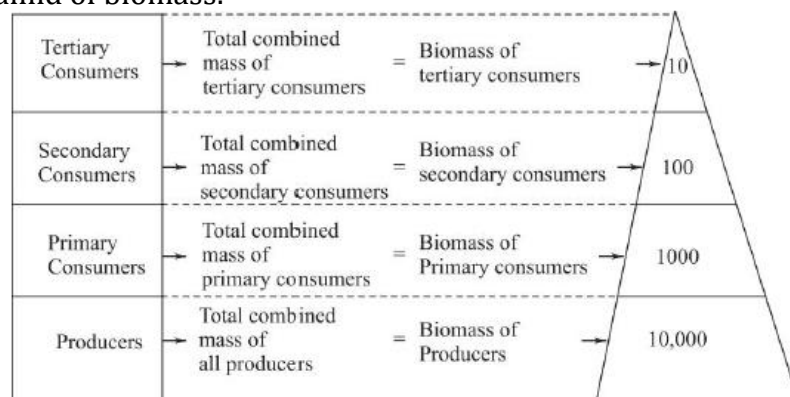 of biomass.
Tertiary
Consumers
Total combined
mass of
tertiary consumers
=
Biomass of
tertiary consumers
10
Secondary
Consumers
Total combined
mass of
secondary consumers
=
Biomass of
secondary consumers
100
Primary
Consumers
Total combined
mass of
primary consumers
=
Biomass of
Primary consumers
1000
Producers
Total combined
mass of
all producers
=
Biomass of
Producers
10,000